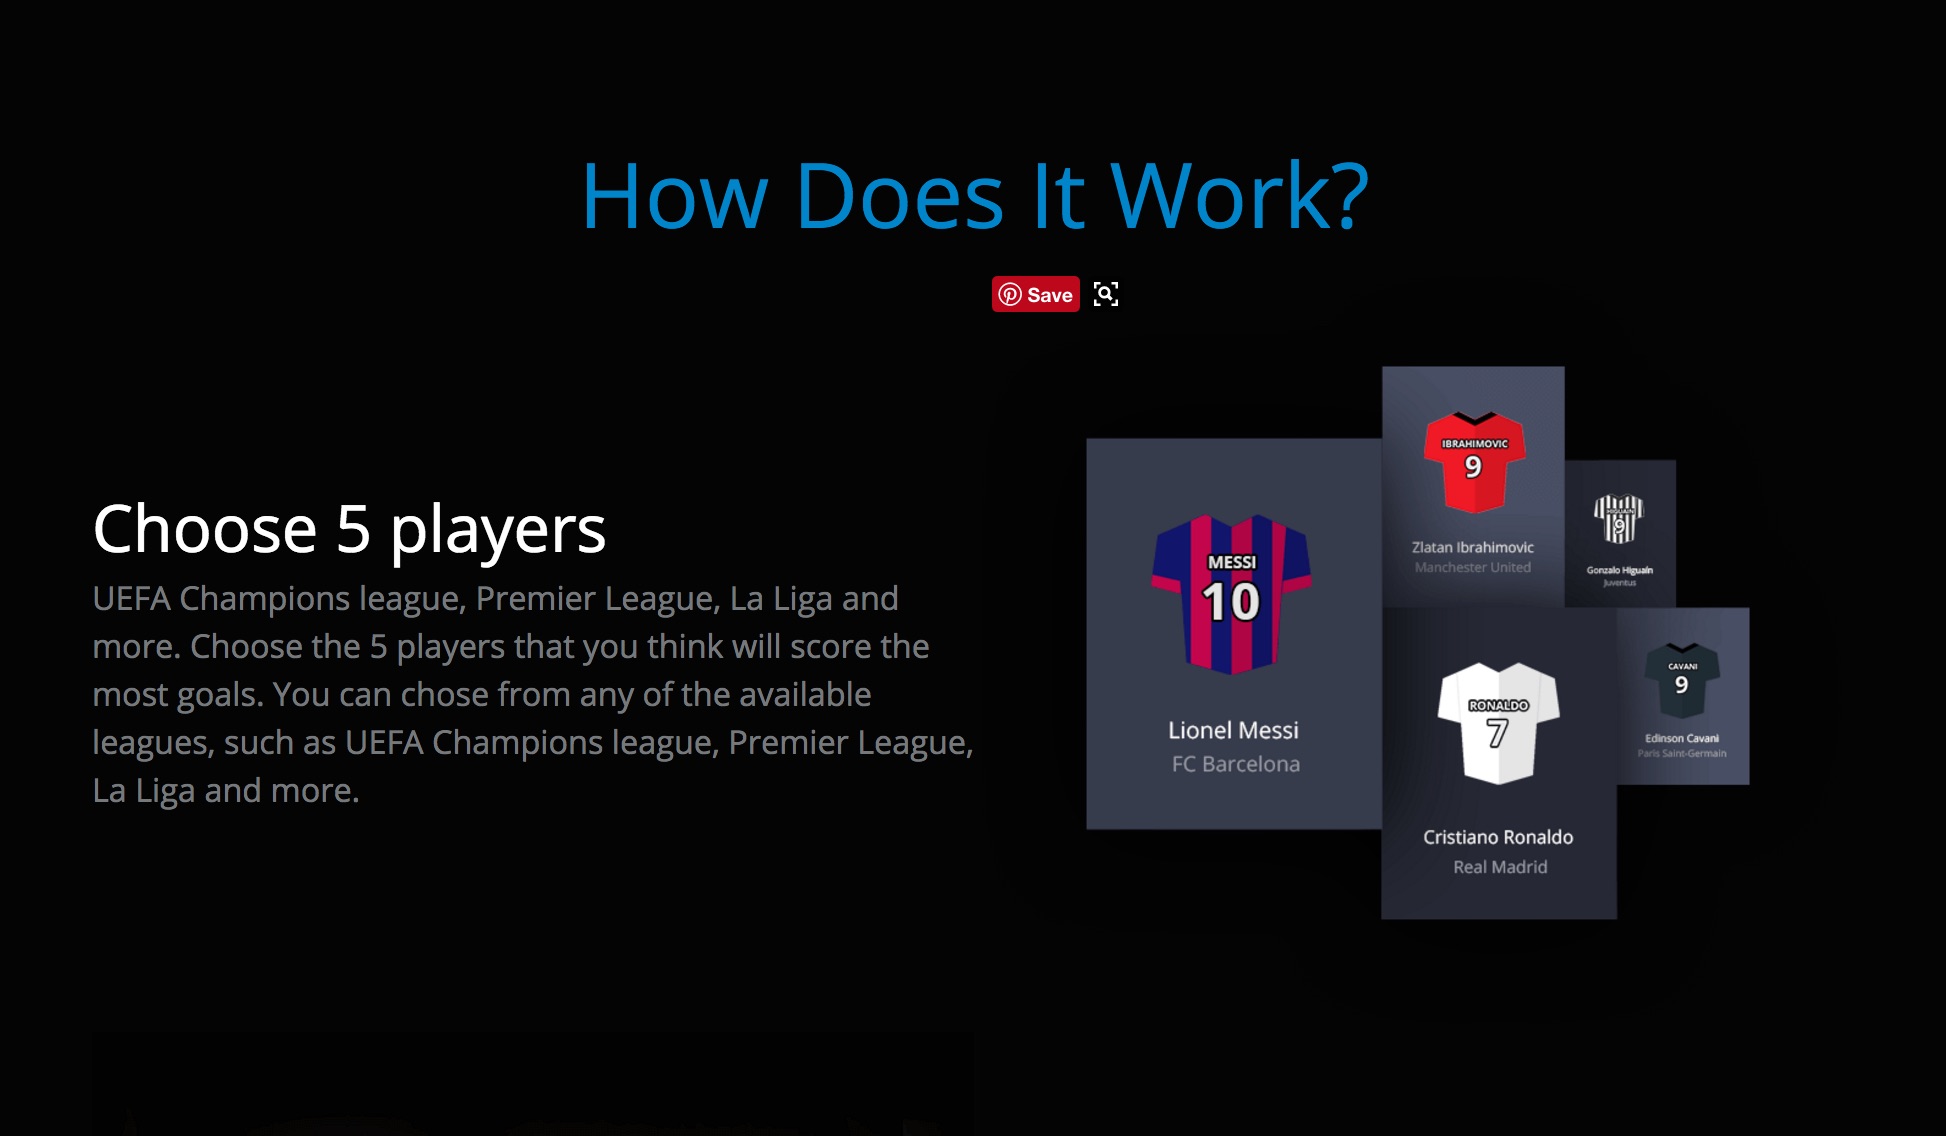 How Does It Work?
Save
Choose 5 players
UEFA Champions league, Premier League, La Liga and
more. Choose the 5 players that you think will score the
most goals. You can chose from any of the available
leagues, such as UEFA Champions league, Premier League,
La Liga and more.
MESSI
10
Lionel Messi
FC Barcelona
IBRAHIMOVIC
9
Zlatan Ibrahimovic
Manchester United
HIGUAIN
9
Gonzalo Higuain
Juventus
RONALDO
7
Cristiano Ronaldo
Real Madrid
CAVANI
9
Edinson Cavani
Paris Saint-Germain